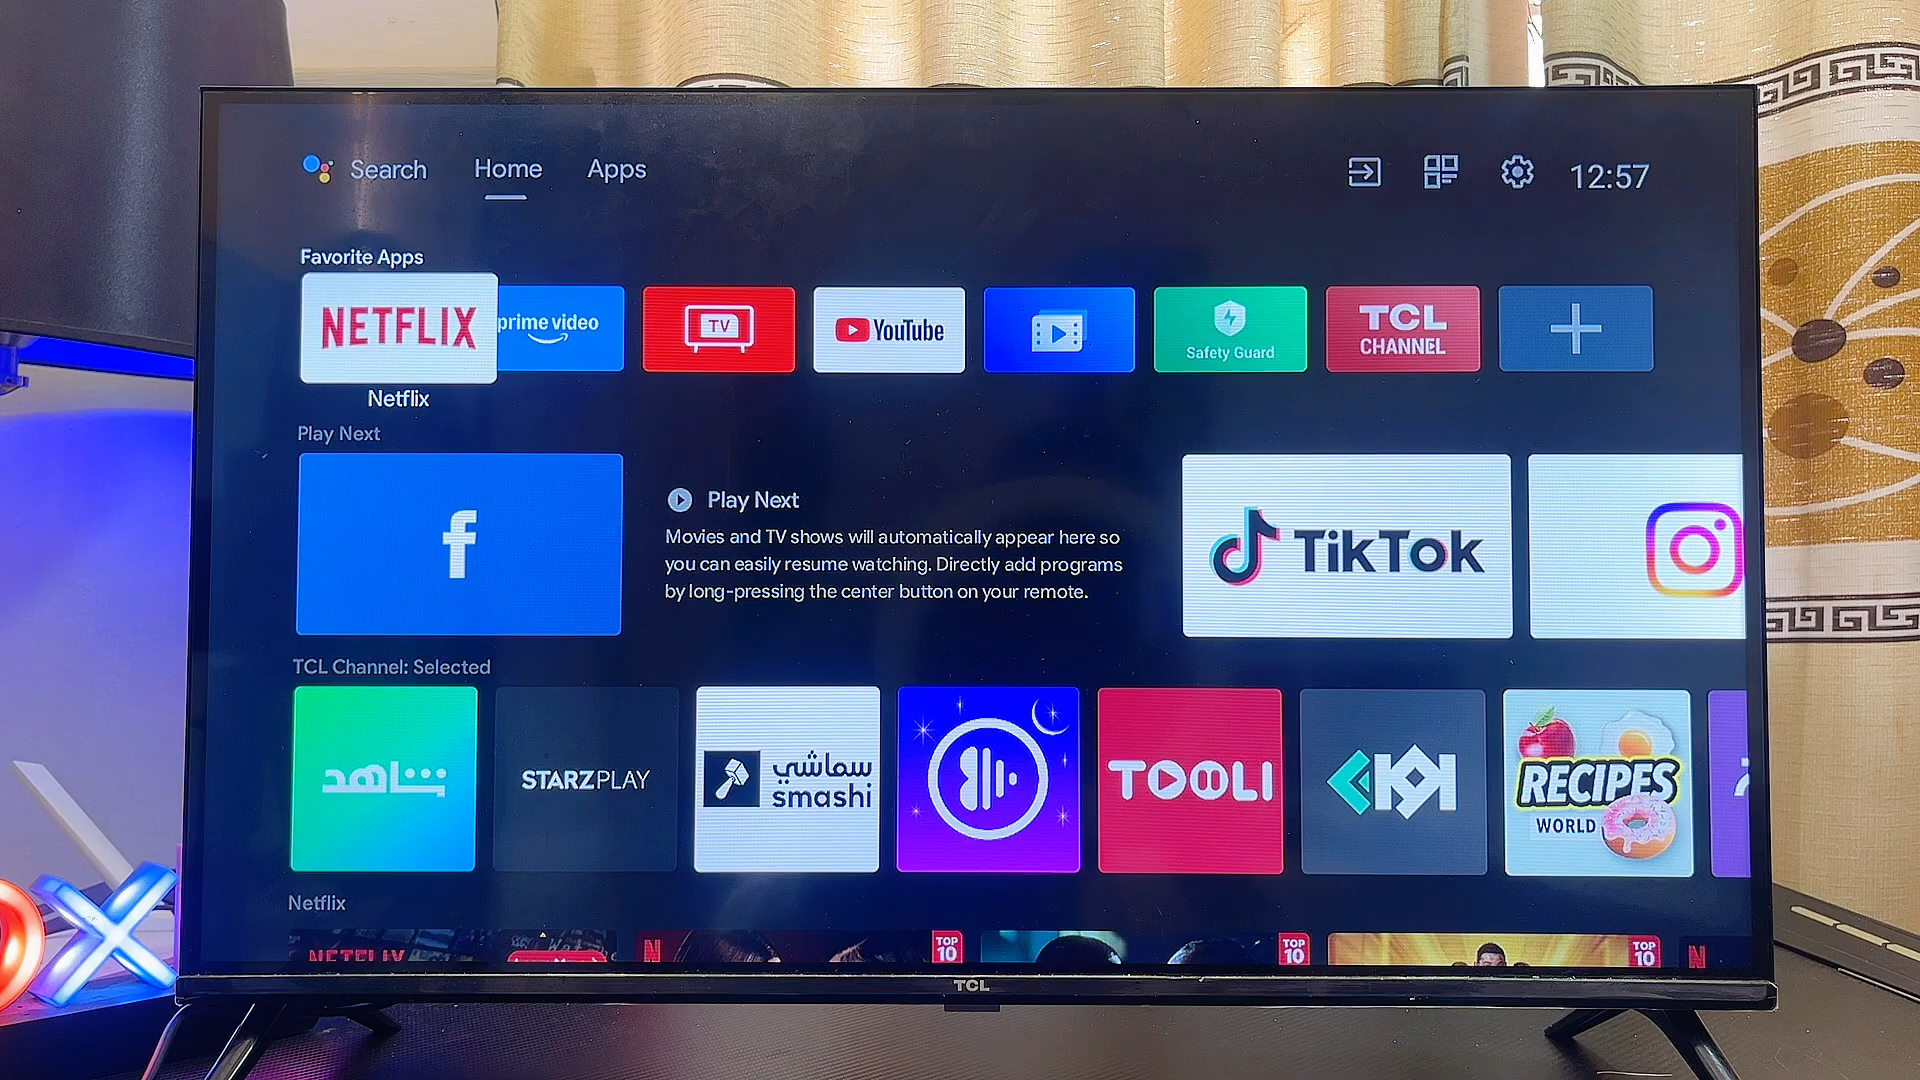 Search Home Apps 12:57
Favorite Apps
NETFLIX
prime video
TV
YouTube
Safety Guard
TCL
CHANNEL
Netflix
Play Next
Play Next
Movies and TV shows will automatically appear here so
you can easily resume watching. Directly add programs
by long-pressing the center button on your remote.
TikTok
TCL Channel: Selected
شاهد
STARZPLAY
سماشي
smashi
TOOLI
RECIPES
WORLD
Netflix
NETFLIX
N
TOP
10
TOP
10
TOP
10
N
TCL